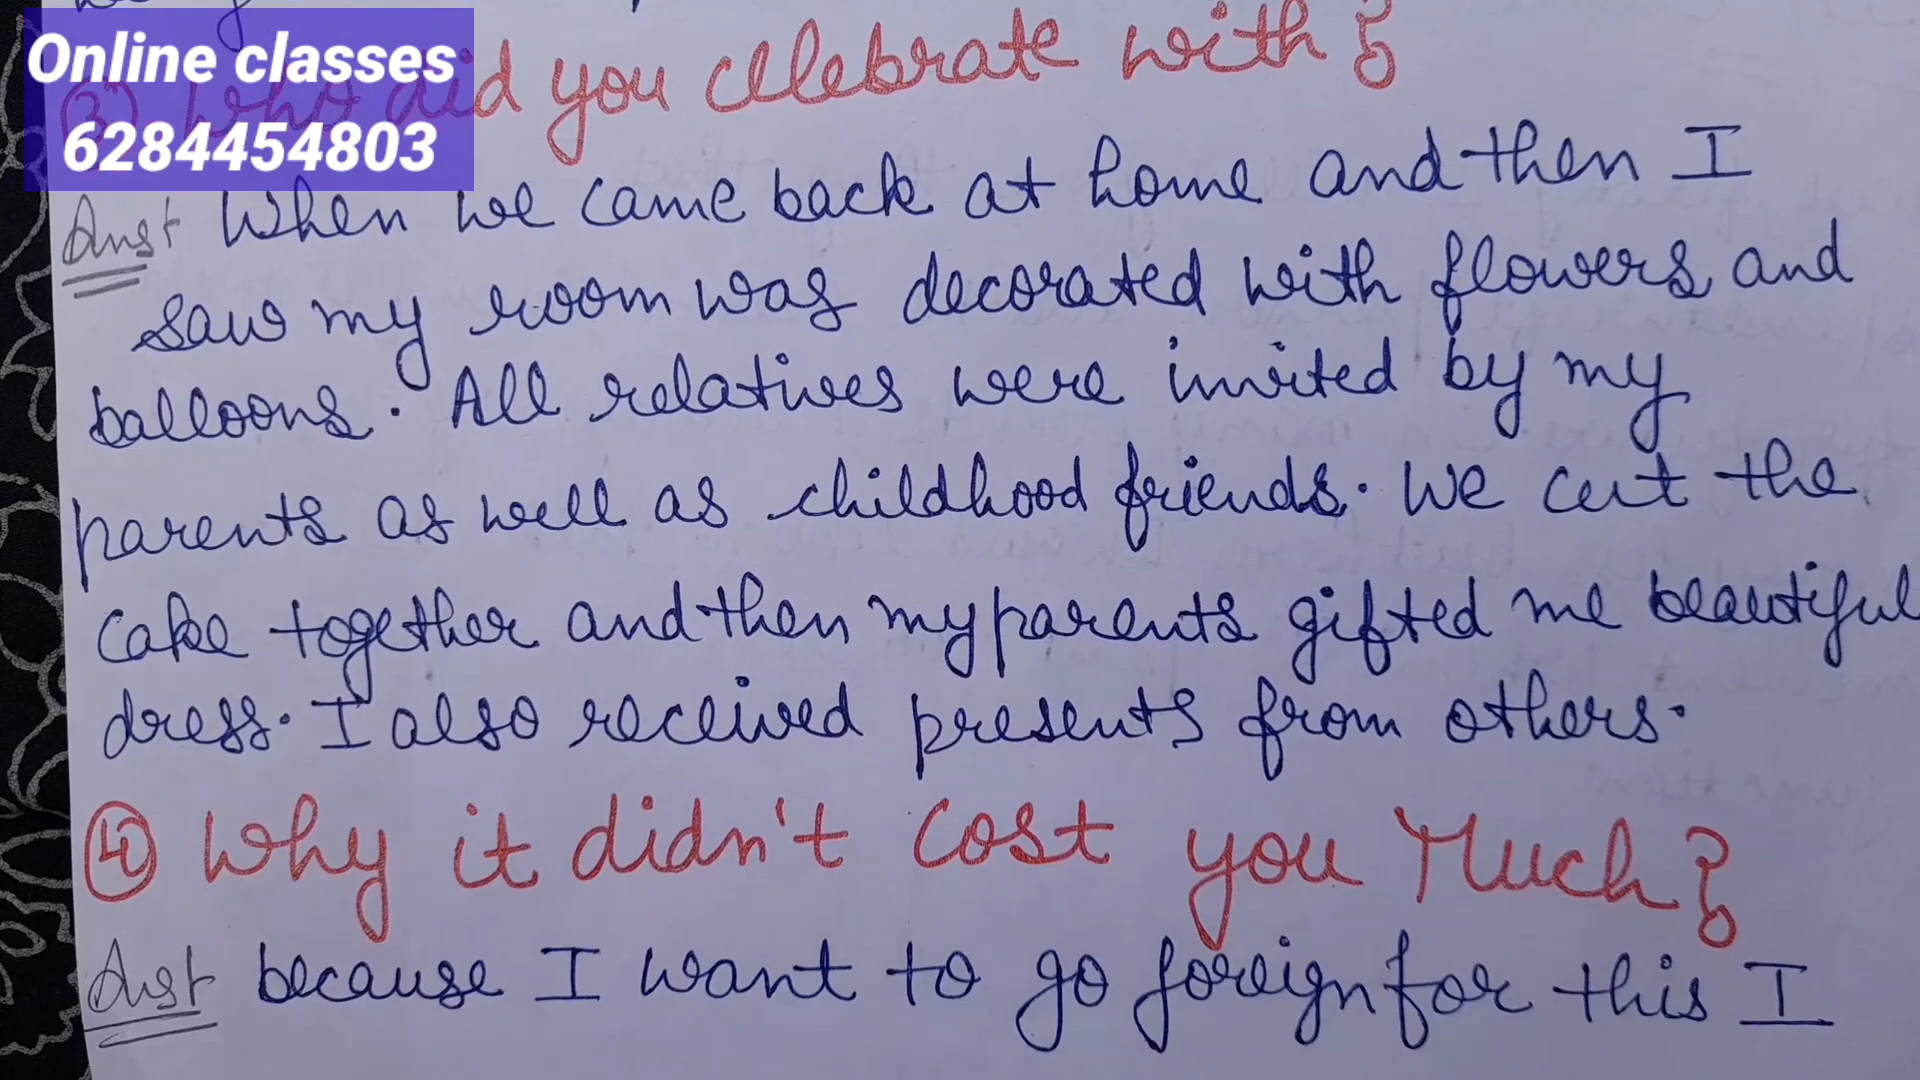 Online classes
6284454803
③ Who did you celebrate with?
Ans: When we came back at home and then I
saw my room was decorated with flowers and
balloons. All relatives were invited by my
parents as well as childhood friends. We cut the
cake together and then my parents gifted me beautiful
dress. I also received presents from others.
④ Why it didn't cost you Much?
Ans: because I want to go foreign for this I